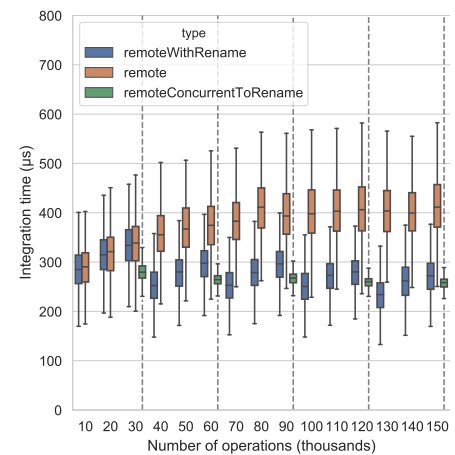 800
700
600
500
400
300
200
100
0
Integration time (μs)
type
remoteWithRename
remote
remoteConcurrentToRename
10 20 30 40 50 60 70 80 90 100 110 120 130 140 150
Number of operations (thousands)